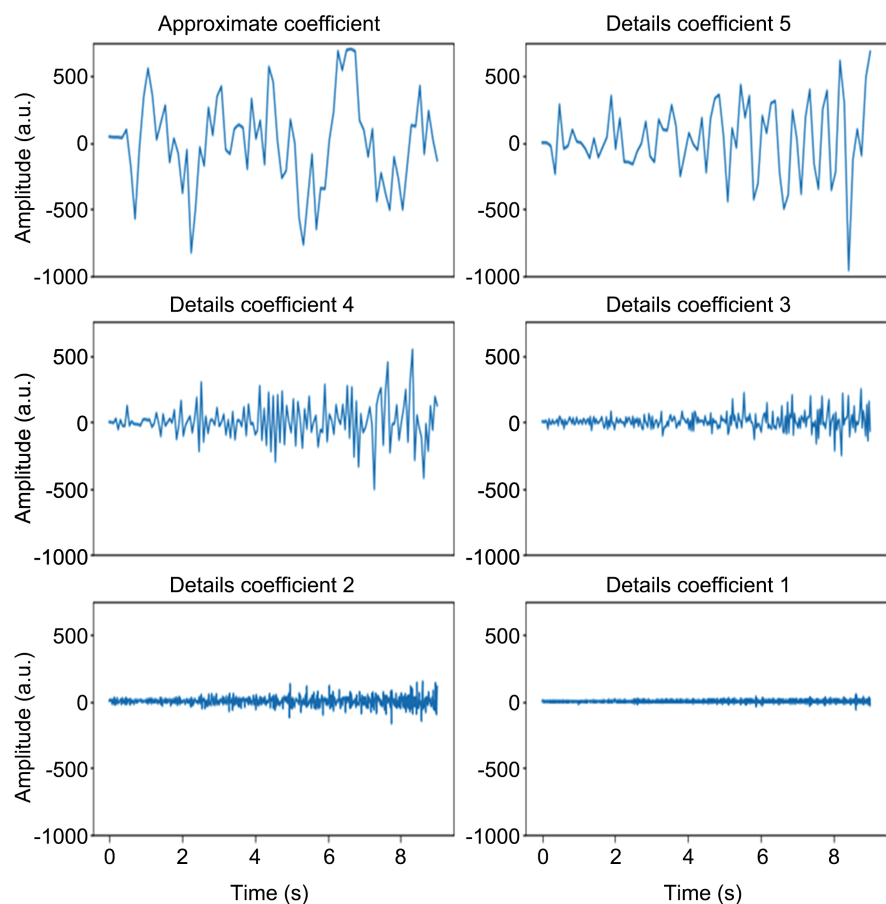 Approximate coefficient
Details coefficient 5
500
0
-500
-1000
Amplitude (a.u.)
500
0
-500
-1000
Details coefficient 4
Details coefficient 3
500
0
-500
-1000
Amplitude (a.u.)
500
0
-500
-1000
Details coefficient 2
Details coefficient 1
500
0
-500
-1000
Amplitude (a.u.)
500
0
-500
-1000
0 2 4 6 8
0 2 4 6 8
Time (s)
Time (s)